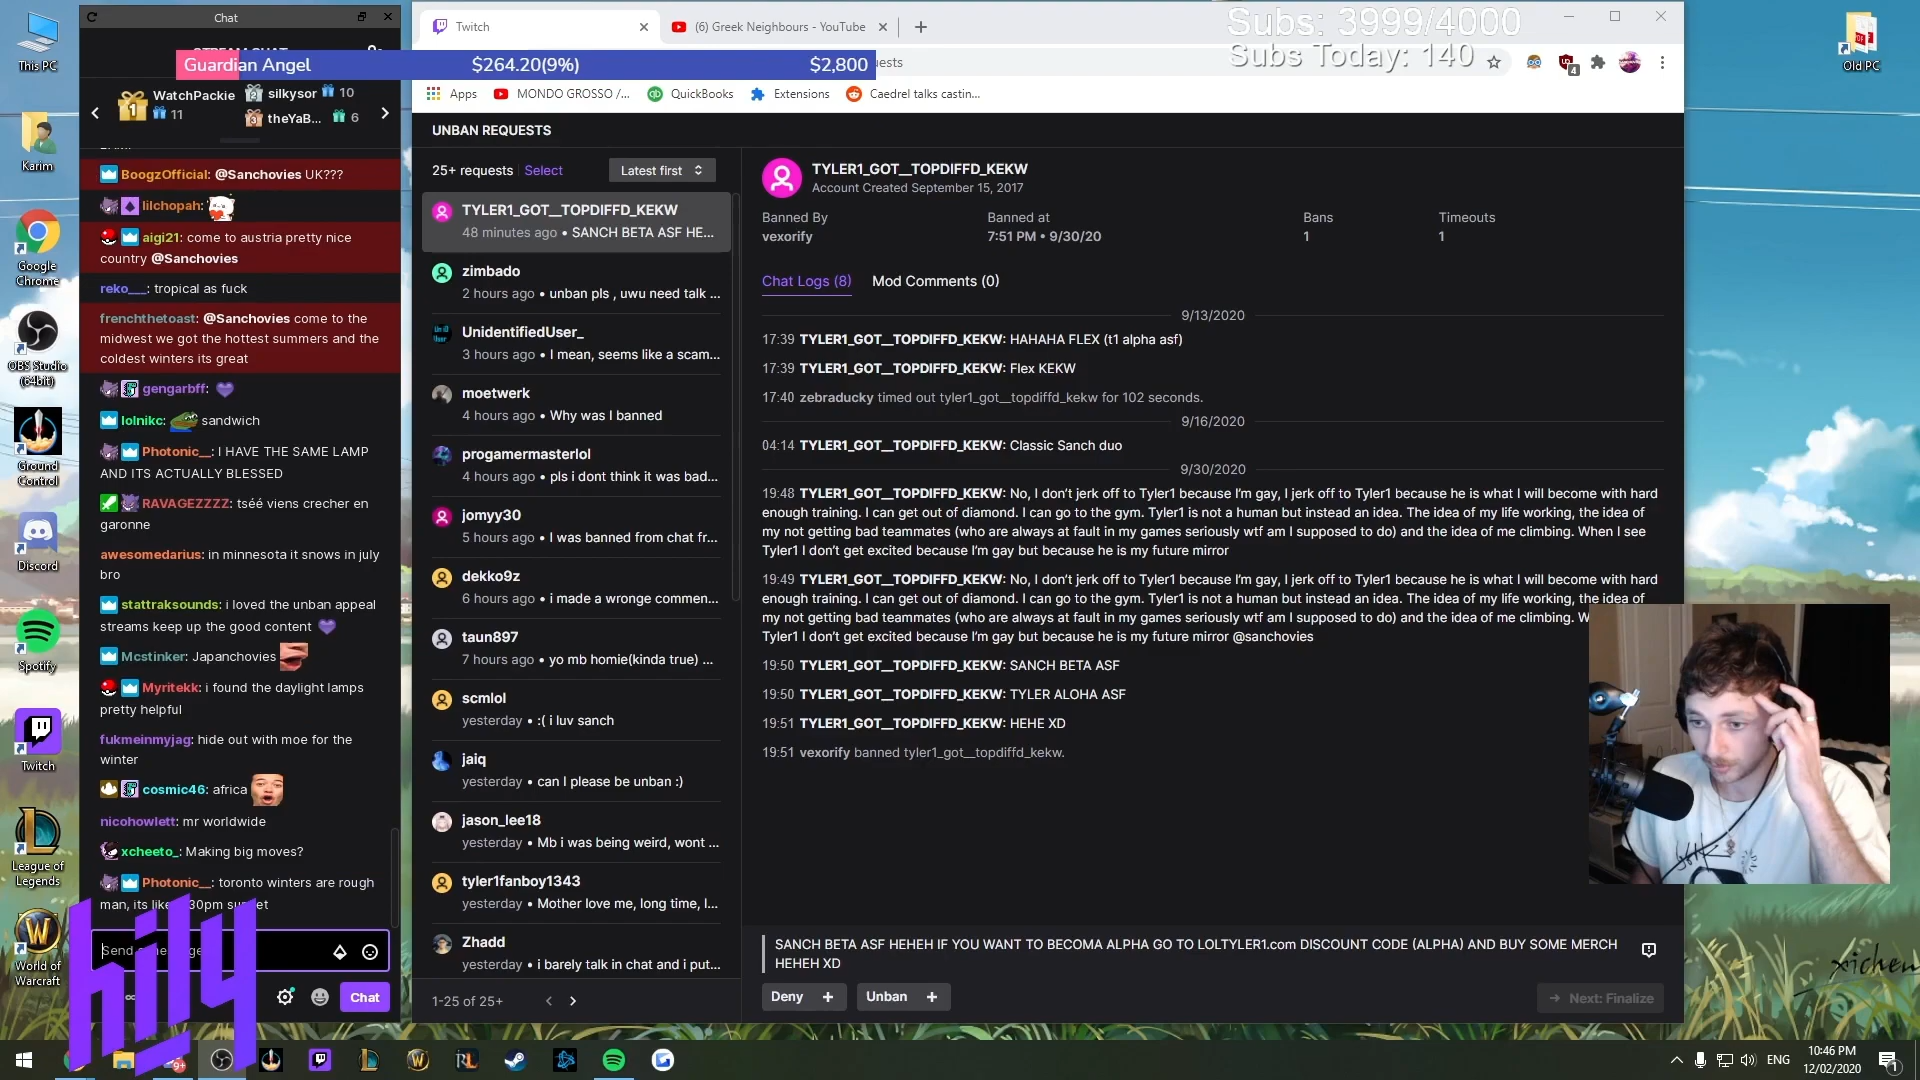 This PC
Karim
Google
Chrome
OBS Studio
(64bit)
Ground
Control
Discord
Spotify
Twitch
League of
Legends
World of
Warcraft
Chat
Guardian Angel $264.20(9%) $2,800
WatchPackie
11
silkysor 10
theYaB... 6
BoogzOfficial: @Sanchovies UK???
lilchopah:
aigi21: come to austria pretty nice
country @Sanchovies
reko___: tropical as fuck
frenchthetoast: @Sanchovies come to the
midwest we got the hottest summers and the
coldest winters its great
gengarbff:
lolnikc: sandwich
Photonic__: I HAVE THE SAME LAMP
AND ITS ACTUALLY BLESSED
RAVAGEZZZZ: tséé viens crecher en
garonne
awesomedarius: in minnesota it snows in july
bro
stattraksounds: i loved the unban appeal
streams keep up the good content
Mcstinker: Japanchovies
Myritekk: i found the daylight lamps
pretty helpful
fukmeinmyjag: hide out with moe for the
winter
cosmic46: africa
nicohowlett: mr worldwide
xcheeto_: Making big moves?
Photonic__: toronto winters are rough
man, its
Chat
hily
Twitch
(6) Greek Neighbours - YouTube
Subs: 3999/4000
Subs Today: 140
Apps
MONDO GROSSO /...
QuickBooks
Extensions
Caedrel talks castin...
4
Old PC
UNBAN REQUESTS
25+ requests Select Latest first
TYLER1_GOT__TOPDIFFD_KEKW
48 minutes ago • SANCH BETA ASF HE...
zimbado
2 hours ago • unban pls , uwu need talk ...
UnidentifiedUser_
3 hours ago • I mean, seems like a scam...
moetwerk
4 hours ago • Why was I banned
progamermasterlol
4 hours ago • pls i dont think it was bad...
jomyy30
5 hours ago • I was banned from chat fr...
dekko9z
6 hours ago • i made a wronge commen...
taun897
7 hours ago • yo mb homie(kinda true) ...
scmlol
yesterday • :( i luv sanch
jaiq
yesterday • can I please be unban :)
jason_lee18
yesterday • Mb i was being weird, wont ...
tyler1fanboy1343
yesterday • Mother love me, long time, I...
Zhadd
yesterday • i barely talk in chat and i put...
1-25 of 25+
TYLER1_GOT__TOPDIFFD_KEKW
Account Created September 15, 2017
Banned By Banned at Bans Timeouts
vexorify 7:51 PM • 9/30/20 1 1
Chat Logs (8) Mod Comments (0)
9/13/2020
17:39 TYLER1_GOT__TOPDIFFD_KEKW: HAHAHA FLEX (t1 alpha asf)
17:39 TYLER1_GOT__TOPDIFFD_KEKW: Flex KEKW
17:40 zebraducky timed out tyler1_got__topdiffd_kekw for 102 seconds.
9/16/2020
04:14 TYLER1_GOT__TOPDIFFD_KEKW: Classic Sanch duo
9/30/2020
19:48 TYLER1_GOT__TOPDIFFD_KEKW: No, I don't jerk off to Tyler1 because I'm gay, I jerk off to Tyler1 because he is what I will become with hard
enough training. I can get out of diamond. I can go to the gym. Tyler1 is not a human but instead an idea. The idea of my life working, the idea of
my not getting bad teammates (who are always at fault in my games seriously wtf am I supposed to do) and the idea of me climbing. When I see
Tyler1 I don't get excited because I'm gay but because he is my future mirror
19:49 TYLER1_GOT__TOPDIFFD_KEKW: No, I don't jerk off to Tyler1 because I'm gay, I jerk off to Tyler1 because he is what I will become with hard
enough training. I can get out of diamond. I can go to the gym. Tyler1 is not a human but instead an idea. The idea of my life working, the idea of
my not getting bad teammates (who are always at fault in my games seriously wtf am I supposed to do) and the idea of me climbing. W
Tyler1 I don't get excited because I'm gay but because he is my future mirror @sanchovies
19:50 TYLER1_GOT__TOPDIFFD_KEKW: SANCH BETA ASF
19:50 TYLER1_GOT__TOPDIFFD_KEKW: TYLER ALOHA ASF
19:51 TYLER1_GOT__TOPDIFFD_KEKW: HEHE XD
19:51 vexorify banned tyler1_got__topdiffd_kekw.
SANCH BETA ASF HEHEH IF YOU WANT TO BECOMA ALPHA GO TO LOLTYLER1.com DISCOUNT CODE (ALPHA) AND BUY SOME MERCH
HEHEH XD
Deny + Unban + Next: Finalize
xichen
ENG
10:46 PM
12/02/2020
1